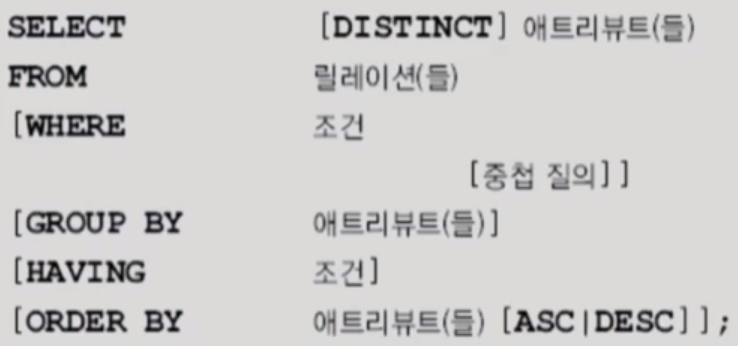 SELECT [DISTINCT] 애트리뷰트(들)
FROM 릴레이션(들)
[WHERE 조건
[중첩 질의]]
[GROUP BY 애트리뷰트(들)]
[HAVING 조건]
[ORDER BY 애트리뷰트(들) [ASC|DESC]];